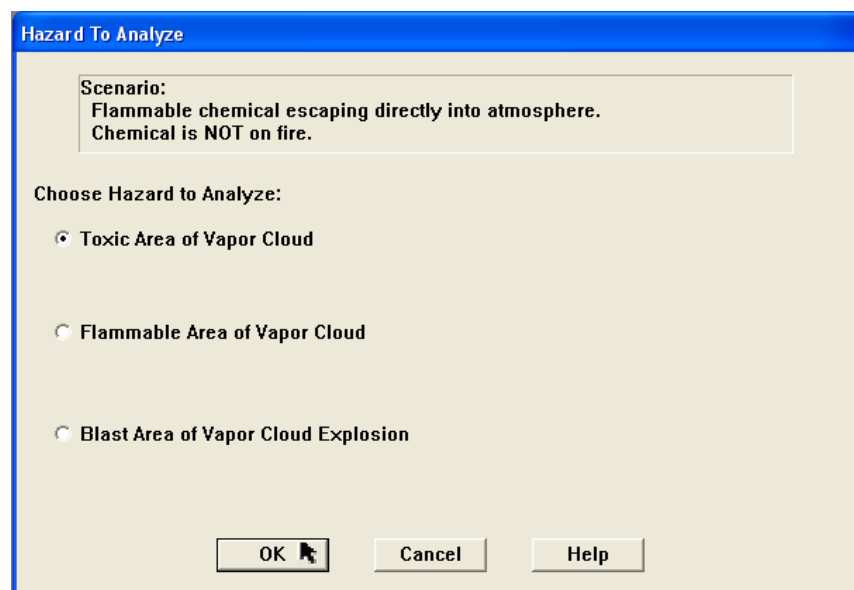 Hazard To Analyze
Scenario:
Flammable chemical escaping directly into atmosphere.
Chemical is NOT on fire.
Choose Hazard to Analyze:
Toxic Area of Vapor Cloud
Flammable Area of Vapor Cloud
Blast Area of Vapor Cloud Explosion
OK Cancel Help